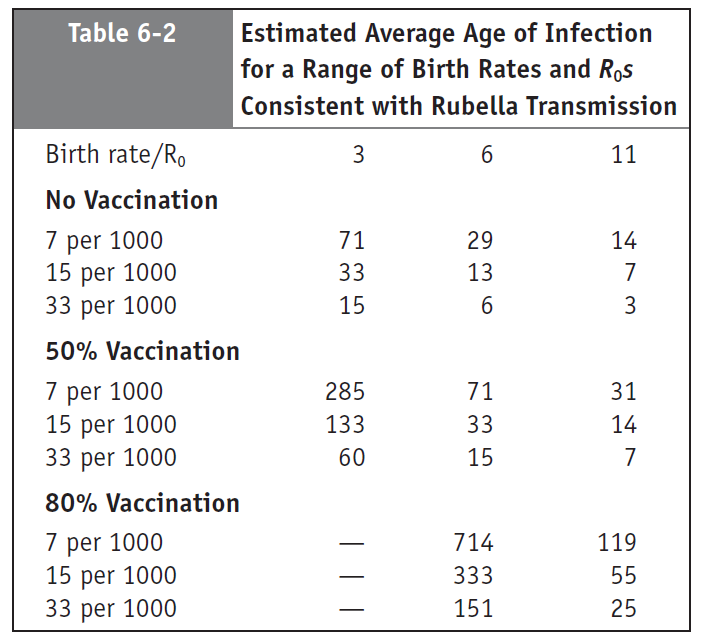 Table 6-2
Estimated Average Age of Infection
for a Range of Birth Rates and R₀s
Consistent with Rubella Transmission
Birth rate/R₀ 3 6 11
No Vaccination
7 per 1000 71 29 14
15 per 1000 33 13 7
33 per 1000 15 6 3
50% Vaccination
7 per 1000 285 71 31
15 per 1000 133 33 14
33 per 1000 60 15 7
80% Vaccination
7 per 1000 — 714 119
15 per 1000 — 333 55
33 per 1000 — 151 25